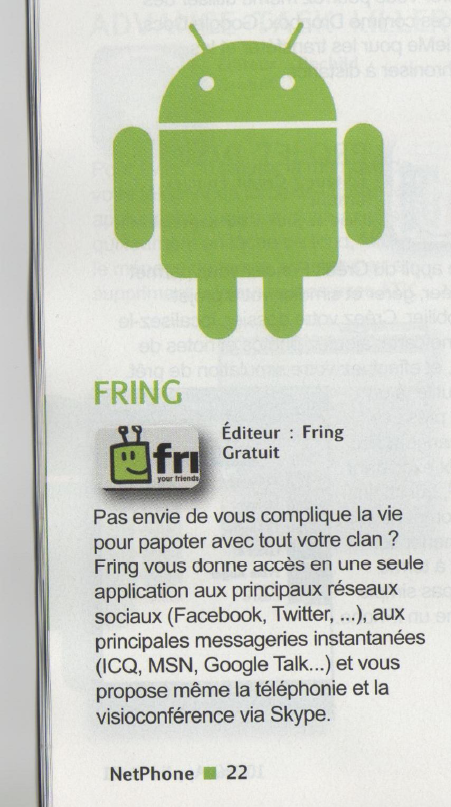 FRING
fri
your friends
Éditeur : Fring
Gratuit
Pas envie de vous complique la vie
pour papoter avec tout votre clan ?
Fring vous donne accès en une seule
application aux principaux réseaux
sociaux (Facebook, Twitter, ...), aux
principales messageries instantanées
(ICQ, MSN, Google Talk...) et vous
propose même la téléphonie et la
visioconférence via Skype.
NetPhone 22